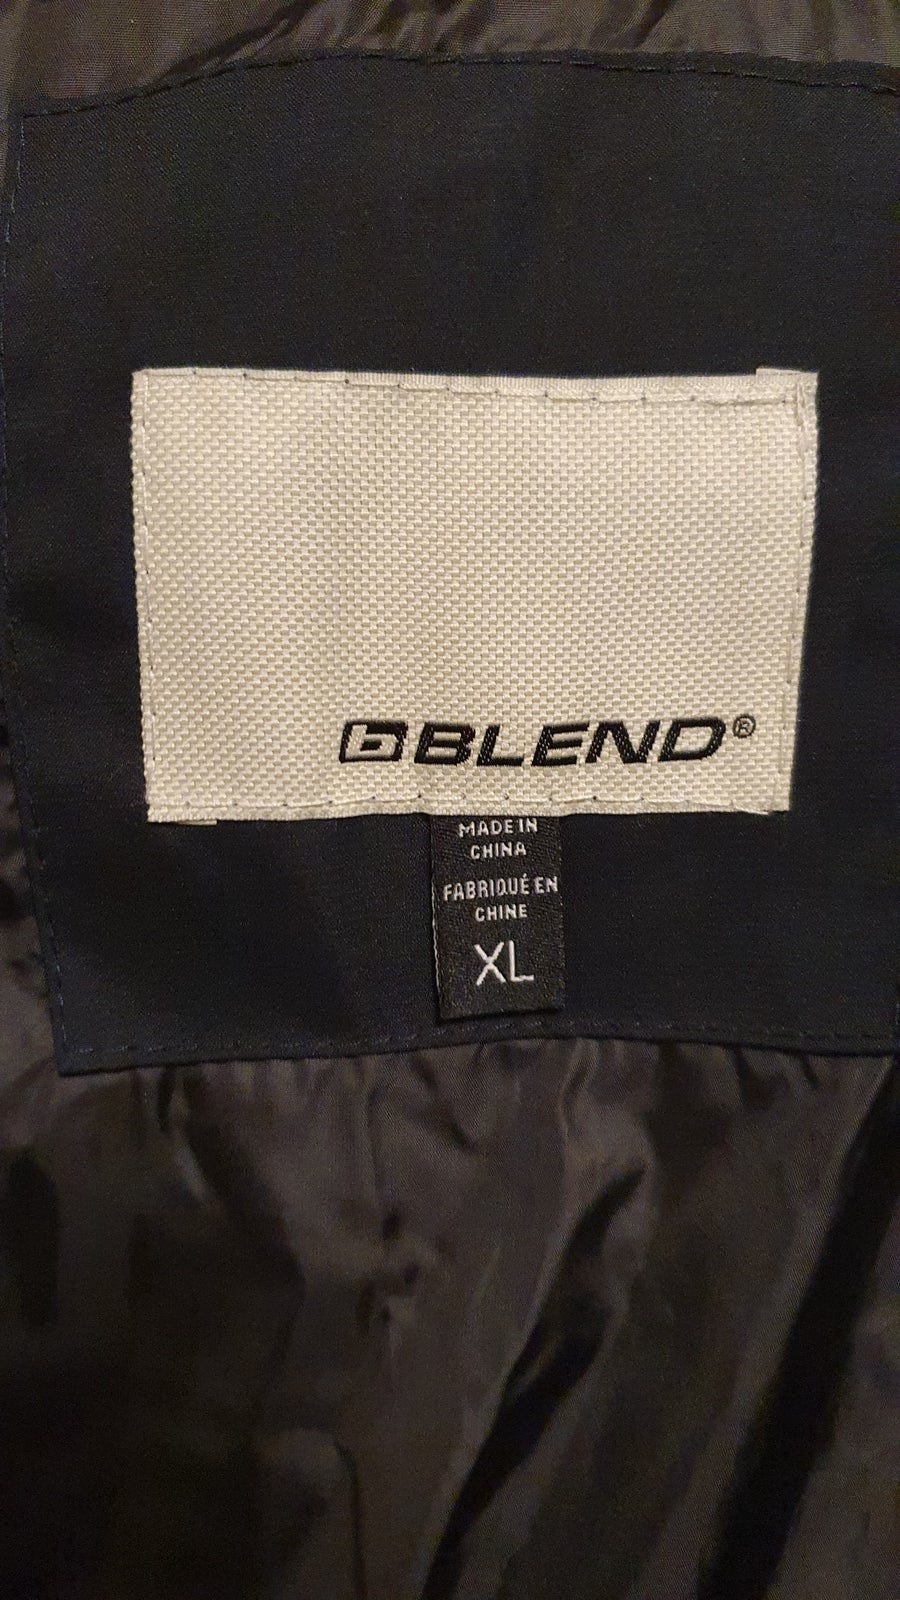 b BLEND®
MADE IN
CHINA
FABRIQUÉ EN
CHINE
XL